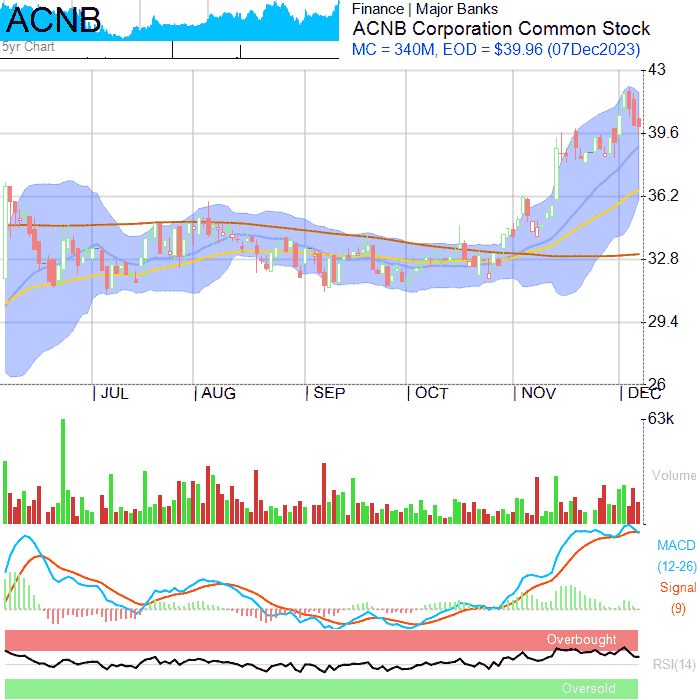 ACNB
5yr Chart
Finance | Major Banks
ACNB Corporation Common Stock
MC = 340M, EOD = $39.96 (07Dec2023)
43
39.6
36.2
32.8
29.4
26
JUL AUG SEP OCT NOV DEC
63k
Volume
MACD
(12-26)
Signal
(9)
Overbought
RSI(14)
Oversold